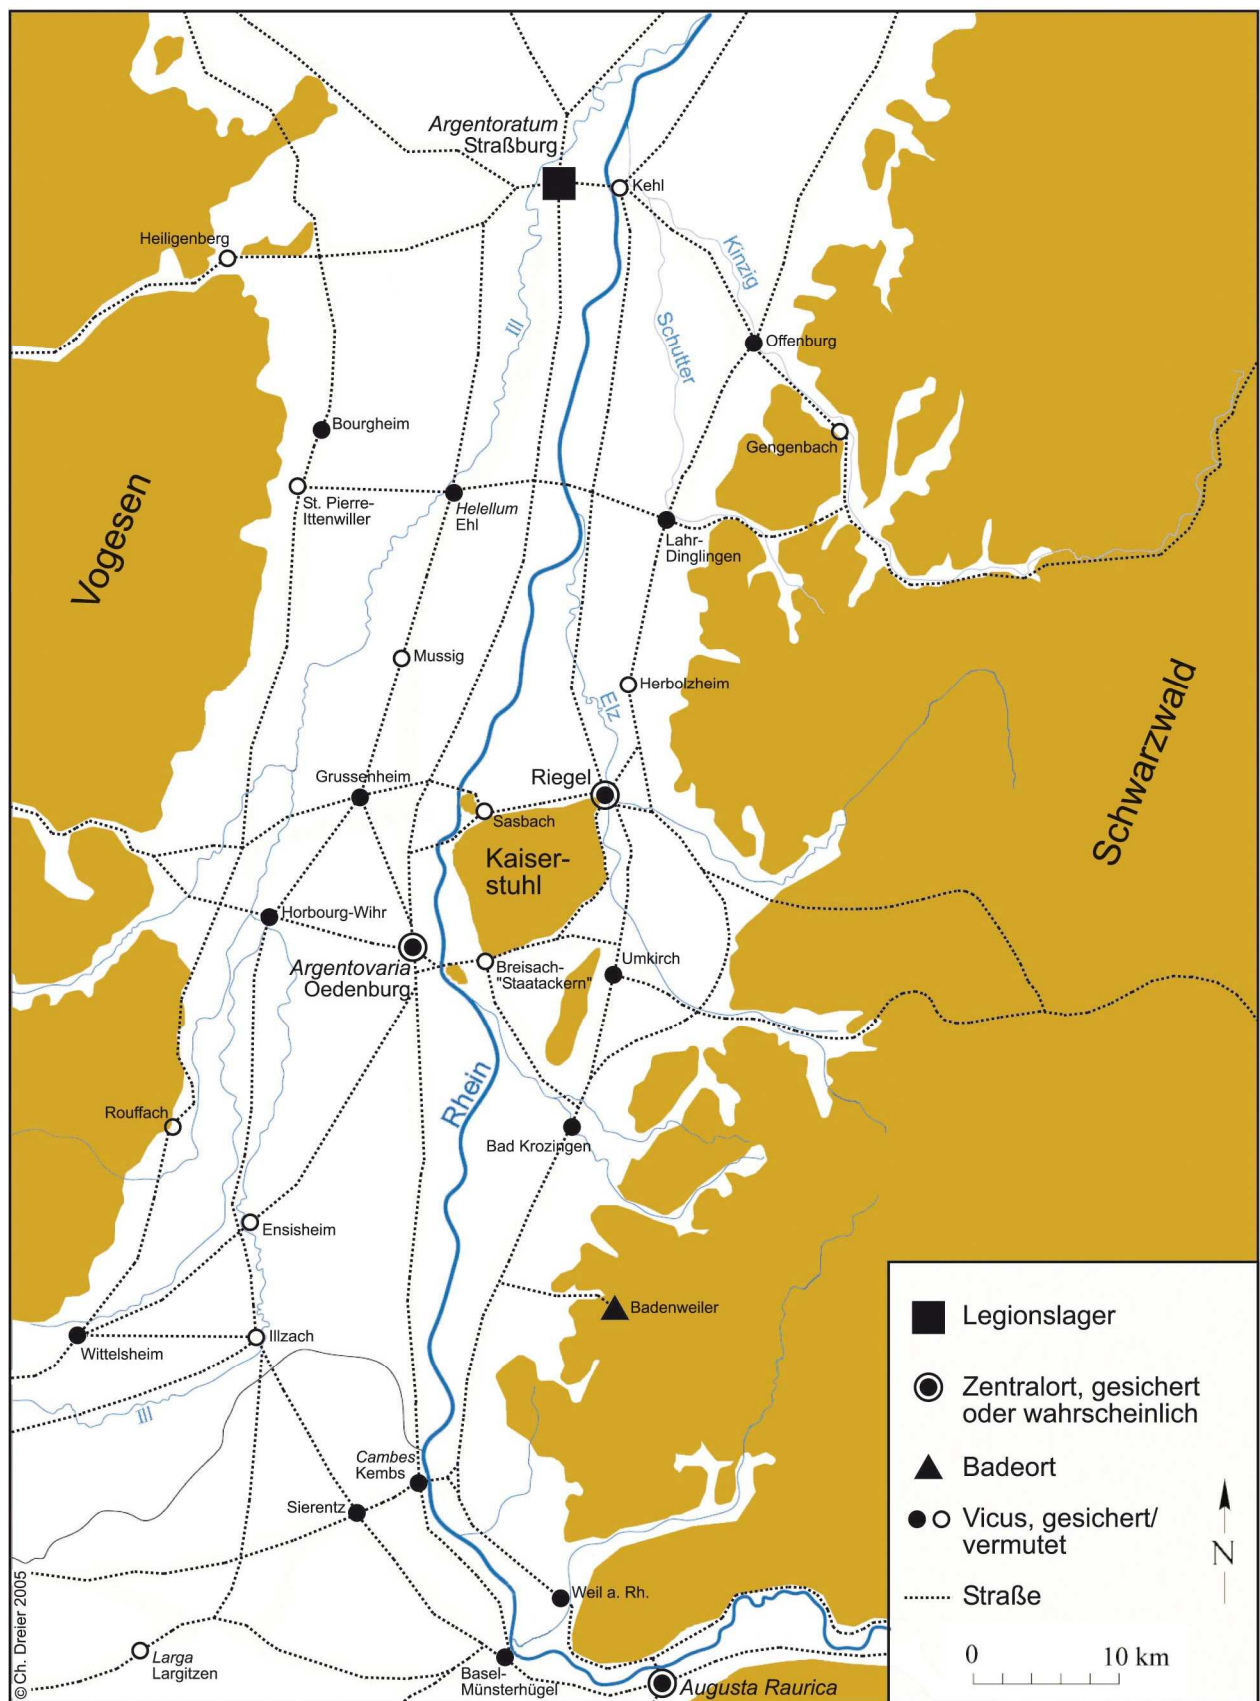 Argentoratum
Straßburg
Kehl
Heiligenberg
Kinzig
Ill
Schutter
Offenburg
Bourgheim
Gengenbach
St. Pierre-
Ittenwiller
Helellum
Ehl
Lahr-
Dinglingen
Vogesen
Mussig
Herbolzheim
Elz
Schwarzwald
Grussenheim
Riegel
Sasbach
Kaiser-
stuhl
Horbourg-Wihr
Argentovaria
Oedenburg
Breisach-
"Staatackern"
Umkirch
Rhein
Rouffach
Bad Krozingen
Ensisheim
Badenweiler
Illzach
Wittelsheim
Ill
Cambes
Kembs
Sierentz
Weil a. Rh.
Larga
Largitzen
Basel-
Münsterhügel
Augusta Raurica
Legionslager
Zentralort, gesichert
oder wahrscheinlich
Badeort
Vicus, gesichert/
vermutet
N
Straße
0 10 km
© Ch. Dreier 2005